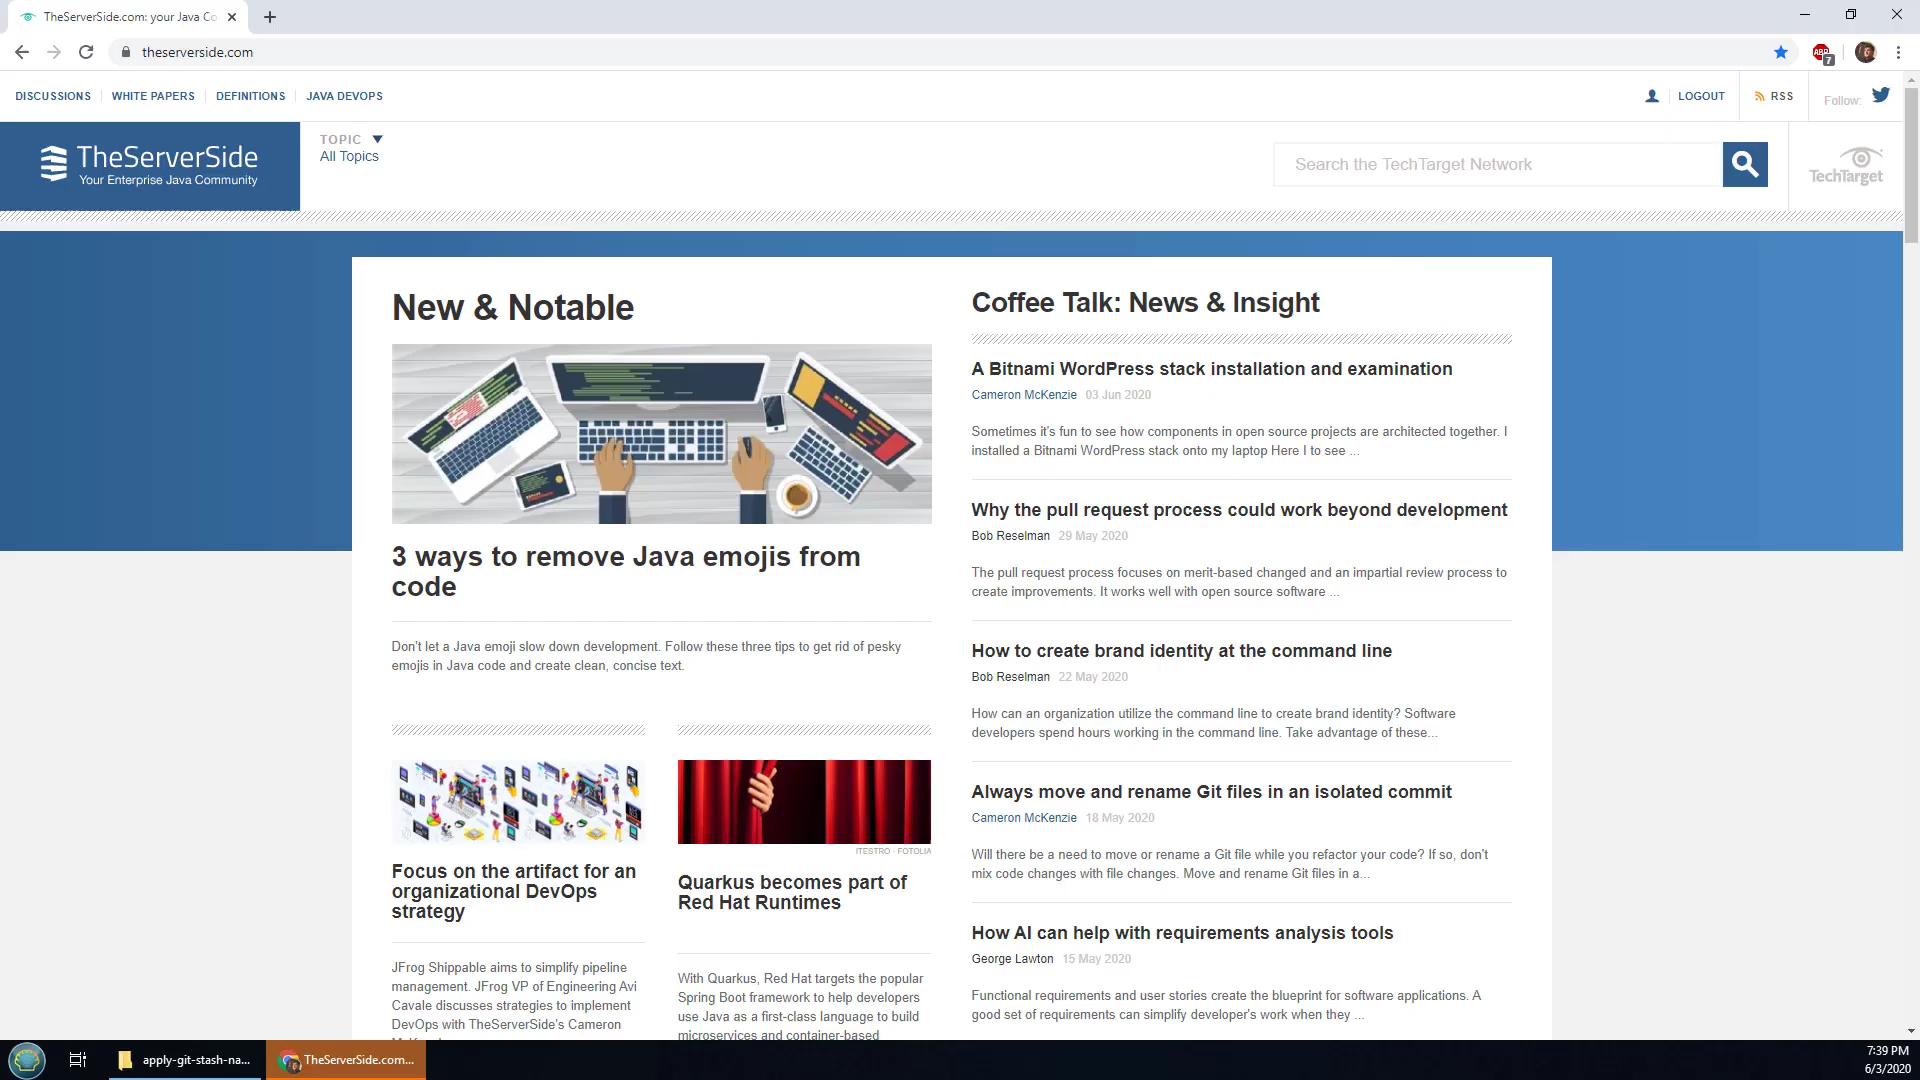 TheServerSide.com: your Java Co
theserverside.com
7
DISCUSSIONS WHITE PAPERS DEFINITIONS JAVA DEVOPS
LOGOUT RSS Follow:
TheServerSide
Your Enterprise Java Community
TOPIC
All Topics
Search the TechTarget Network
TechTarget
New & Notable
3 ways to remove Java emojis from
code
Don't let a Java emoji slow down development. Follow these three tips to get rid of pesky
emojis in Java code and create clean, concise text.
Focus on the artifact for an
organizational DevOps
strategy
JFrog Shippable aims to simplify pipeline
management. JFrog VP of Engineering Avi
Cavale discusses strategies to implement
DevOps with TheServerSide's Cameron
ITESTRO - FOTOLIA
Quarkus becomes part of
Red Hat Runtimes
With Quarkus, Red Hat targets the popular
Spring Boot framework to help developers
use Java as a first-class language to build
microservices and container-based
Coffee Talk: News & Insight
A Bitnami WordPress stack installation and examination
Cameron McKenzie 03 Jun 2020
Sometimes it's fun to see how components in open source projects are architected together. I
installed a Bitnami WordPress stack onto my laptop Here I to see ...
Why the pull request process could work beyond development
Bob Reselman 29 May 2020
The pull request process focuses on merit-based changed and an impartial review process to
create improvements. It works well with open source software ...
How to create brand identity at the command line
Bob Reselman 22 May 2020
How can an organization utilize the command line to create brand identity? Software
developers spend hours working in the command line. Take advantage of these...
Always move and rename Git files in an isolated commit
Cameron McKenzie 18 May 2020
Will there be a need to move or rename a Git file while you refactor your code? If so, don't
mix code changes with file changes. Move and rename Git files in a...
How AI can help with requirements analysis tools
George Lawton 15 May 2020
Functional requirements and user stories create the blueprint for software applications. A
good set of requirements can simplify developer's work when they ...
apply-git-stash-na...
TheServerSide.com...
7:39 PM
6/3/2020